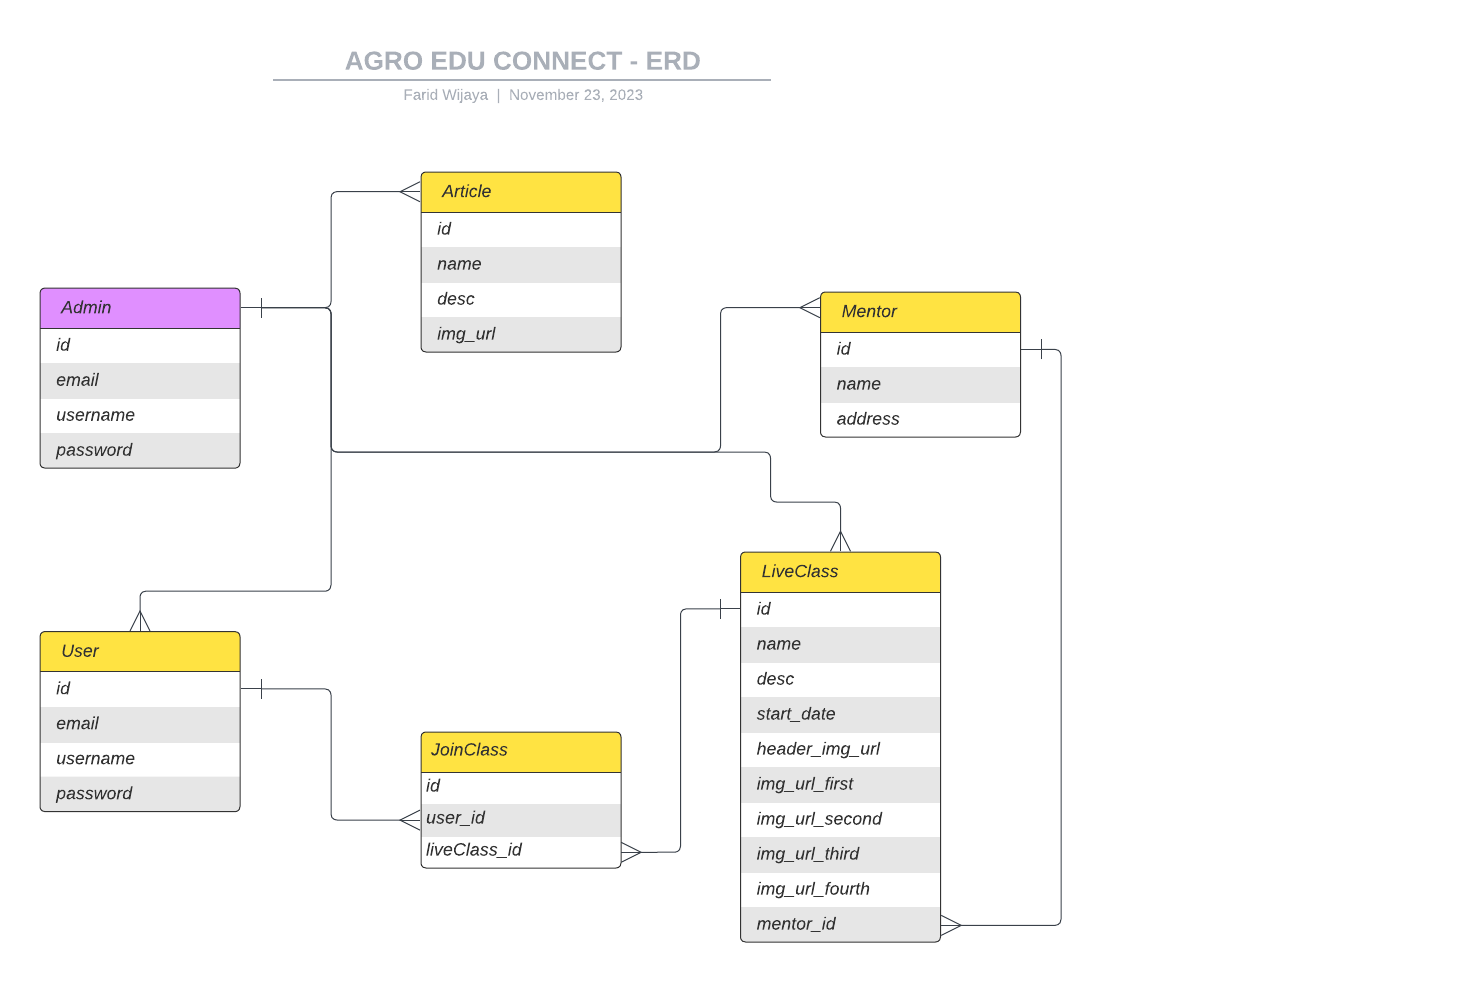 AGRO EDU CONNECT - ERD
Farid Wijaya | November 23, 2023
Article
id
name
desc
img_url
Admin
id
email
username
password
Mentor
id
name
address
User
id
email
username
password
JoinClass
id
user_id
liveClass_id
LiveClass
id
name
desc
start_date
header_img_url
img_url_first
img_url_second
img_url_third
img_url_fourth
mentor_id